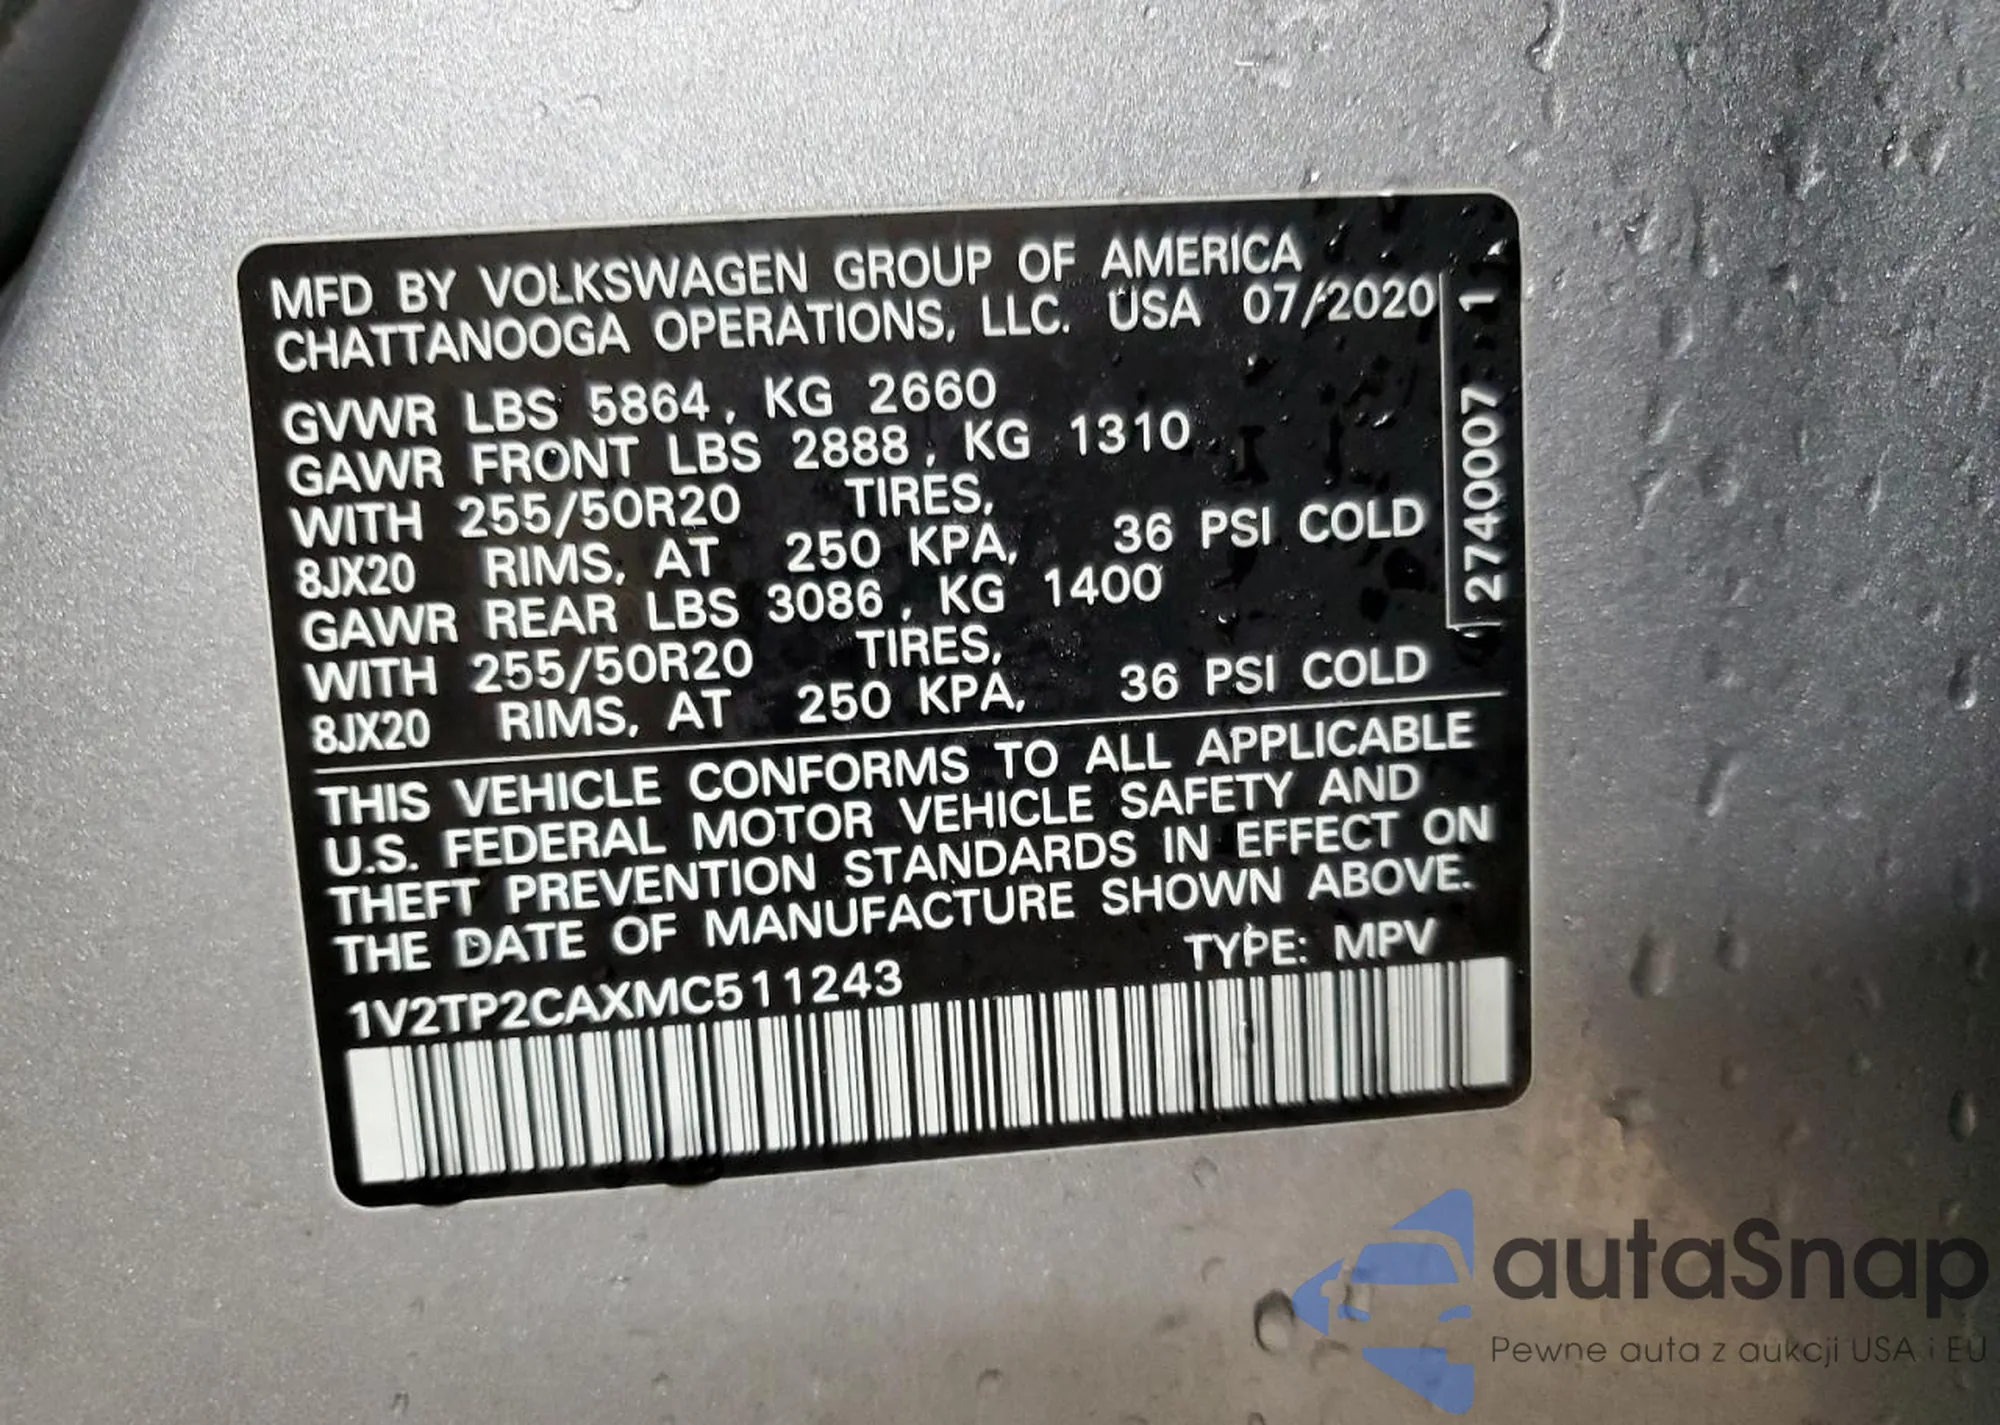 MFD BY VOLKSWAGEN GROUP OF AMERICA
CHATTANOOGA OPERATIONS, LLC. USA 07/2020
GVWR LBS 5864, KG 2660
GAWR FRONT LBS 2888, KG 1310
WITH 255/50R20 TIRES,
8JX20 RIMS, AT 250 KPA, 36 PSI COLD
GAWR REAR LBS 3086, KG 1400
WITH 255/50R20 TIRES,
8JX20 RIMS, AT 250 KPA, 36 PSI COLD
2740007 1
THIS VEHICLE CONFORMS TO ALL APPLICABLE
U.S. FEDERAL MOTOR VEHICLE SAFETY AND
THEFT PREVENTION STANDARDS IN EFFECT ON
THE DATE OF MANUFACTURE SHOWN ABOVE.
TYPE: MPV
1V2TP2CAXMC511243
autaSnap
Pewne auta z aukcji USA i EU